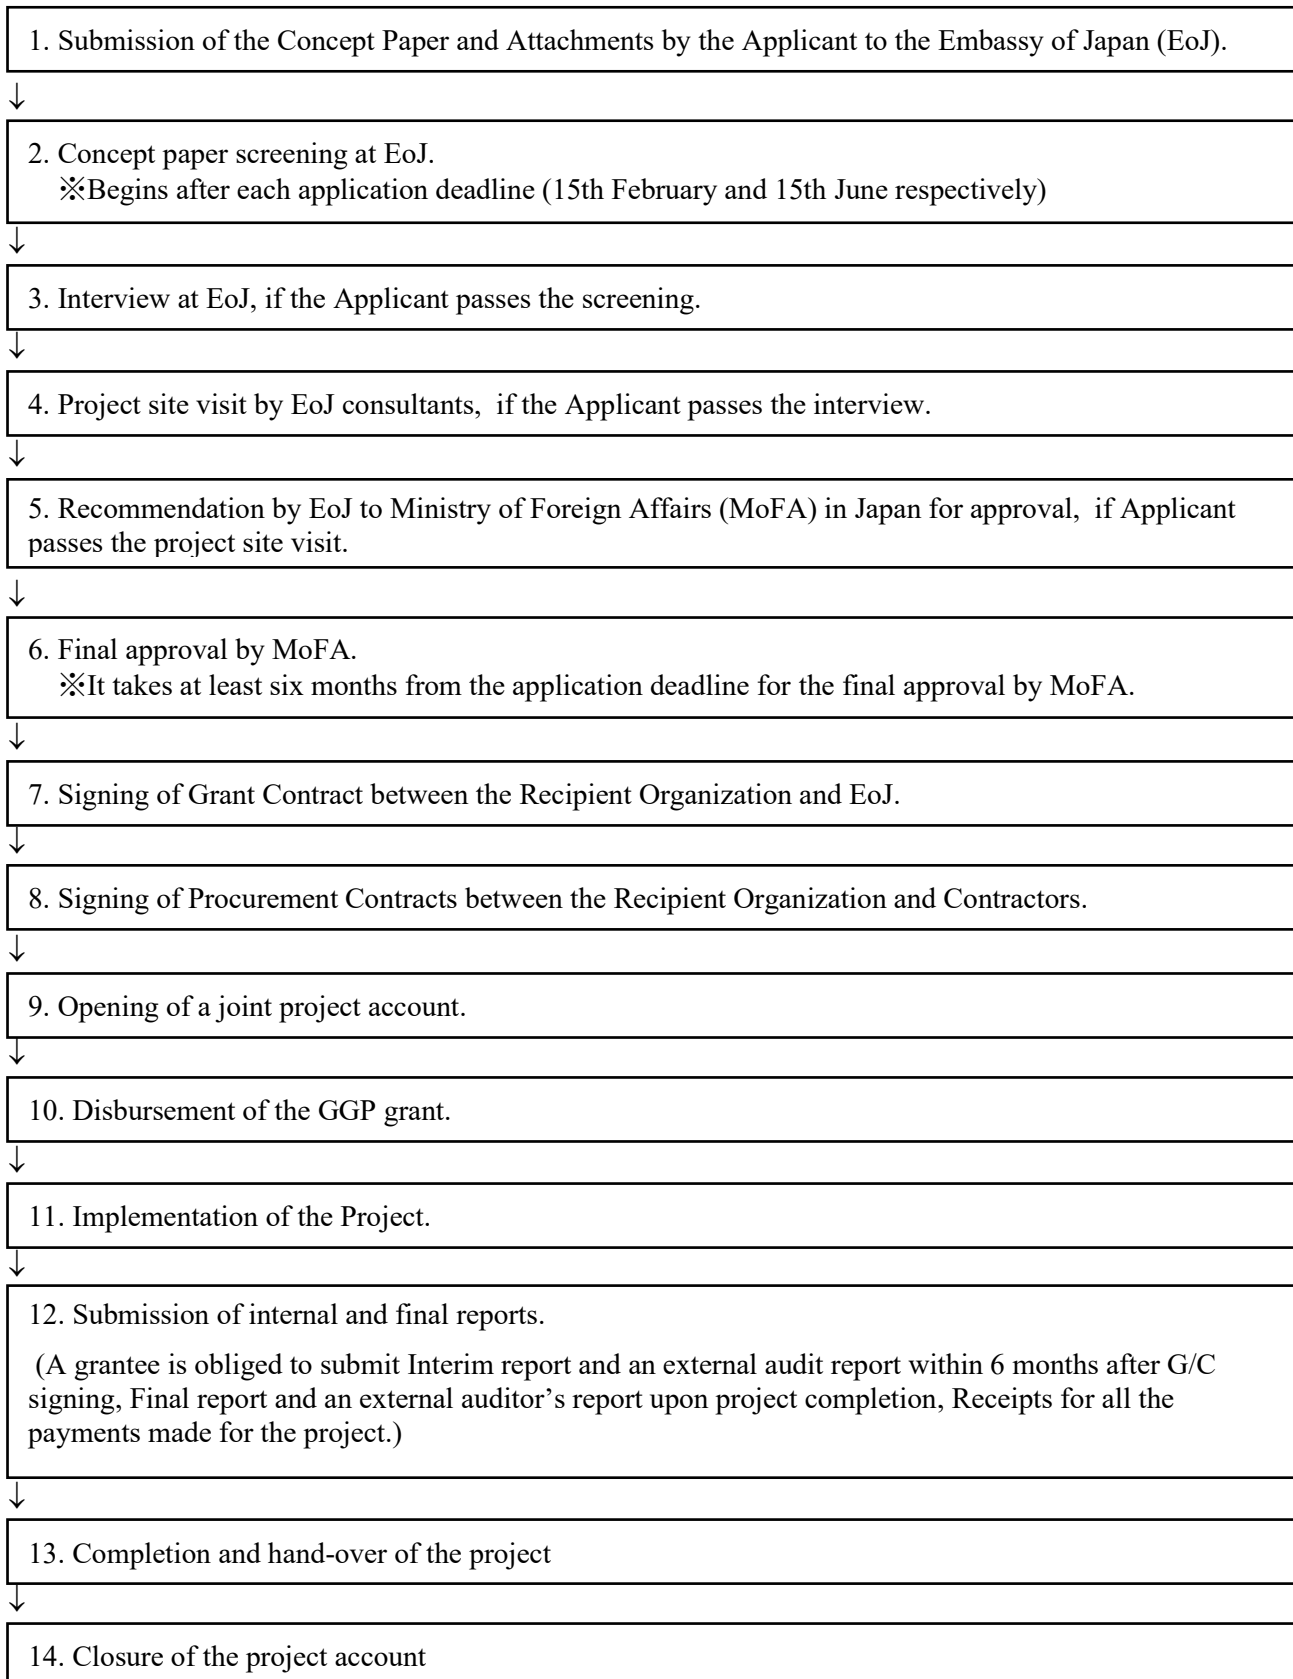 1. Submission of the Concept Paper and Attachments by the Applicant to the Embassy of Japan (EoJ).
↓
2. Concept paper screening at EoJ.
※Begins after each application deadline (15th February and 15th June respectively)
↓
3. Interview at EoJ, if the Applicant passes the screening.
↓
4. Project site visit by EoJ consultants,  if the Applicant passes the interview.
↓
5. Recommendation by EoJ to Ministry of Foreign Affairs (MoFA) in Japan for approval,  if Applicant
passes the project site visit.
↓
6. Final approval by MoFA.
※It takes at least six months from the application deadline for the final approval by MoFA.
↓
7. Signing of Grant Contract between the Recipient Organization and EoJ.
↓
8. Signing of Procurement Contracts between the Recipient Organization and Contractors.
↓
9. Opening of a joint project account.
↓
10. Disbursement of the GGP grant.
↓
11. Implementation of the Project.
↓
12. Submission of internal and final reports.
(A grantee is obliged to submit Interim report and an external audit report within 6 months after G/C
signing, Final report and an external auditor’s report upon project completion, Receipts for all the
payments made for the project.)
↓
13. Completion and hand-over of the project
↓
14. Closure of the project account